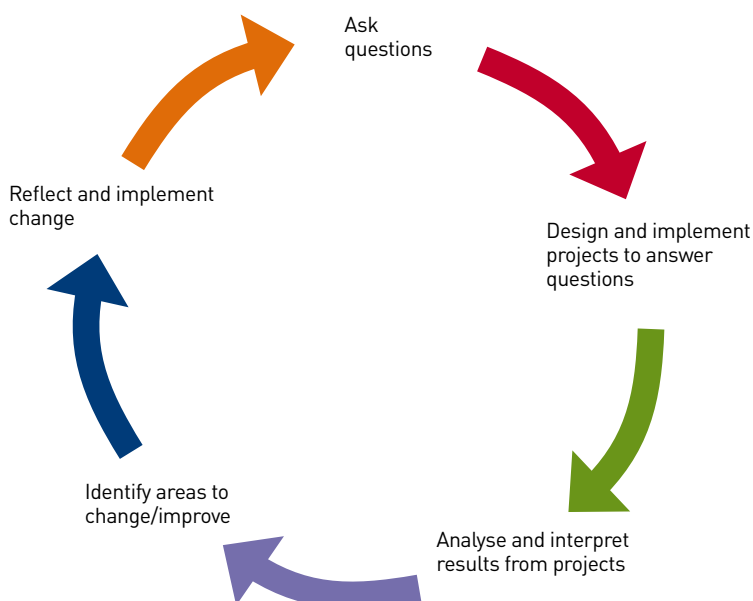 Ask
questions
Design and implement
projects to answer
questions
Analyse and interpret
results from projects
Identify areas to
change/improve
Reflect and implement
change